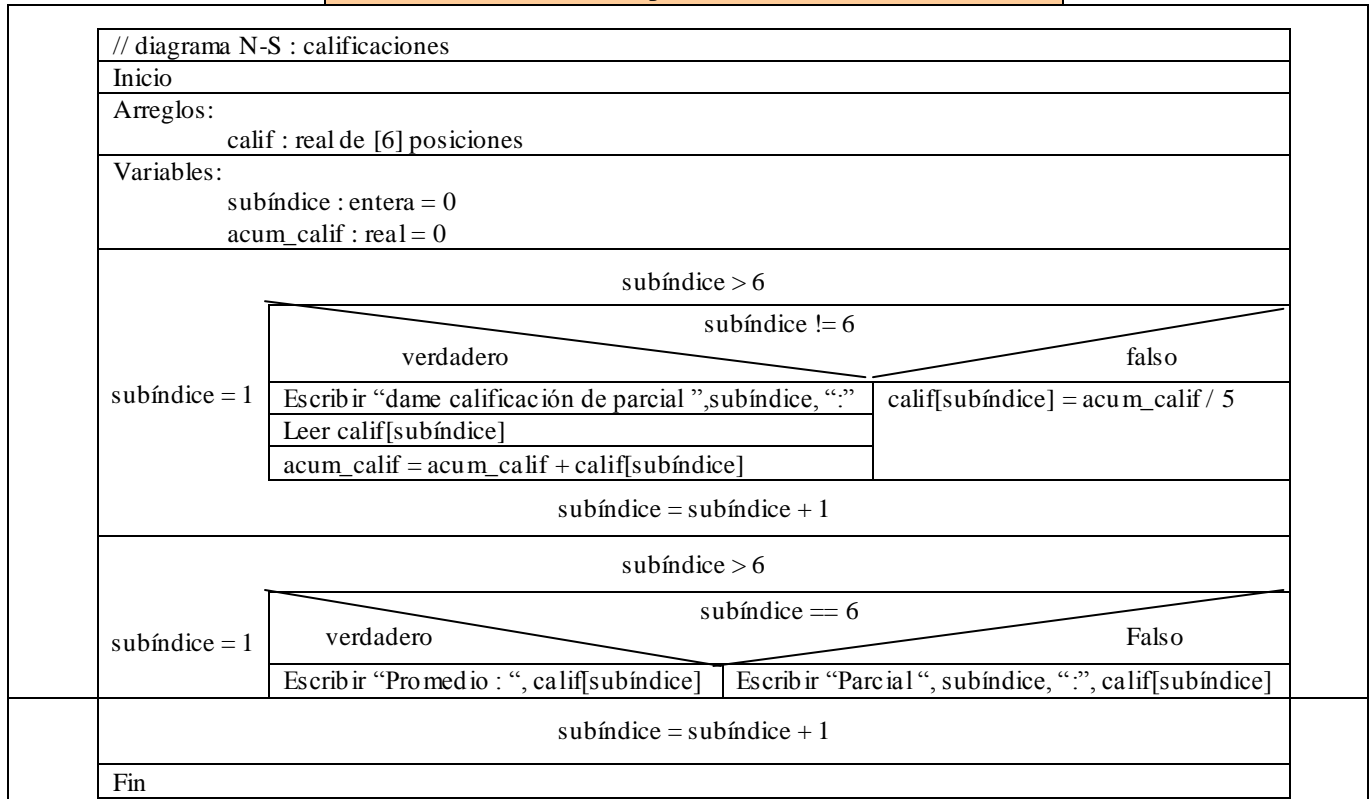 // diagrama N-S : calificaciones
Inicio
Arreglos:
calif : real de [6] posiciones
Variables:
subíndice : entera = 0
acum_calif : real = 0
subíndice > 6
subíndice != 6
verdadero falso
subíndice = 1
Escribir “dame calificación de parcial ”,subíndice, “:” calif[subíndice] = acum_calif / 5
Leer calif[subíndice]
acum_calif = acum_calif + calif[subíndice]
subíndice = subíndice + 1
subíndice > 6
subíndice == 6
subíndice = 1 verdadero Falso
Escribir “Promedio : “, calif[subíndice] Escribir “Parcial “, subíndice, “:”, calif[subíndice]
subíndice = subíndice + 1
Fin